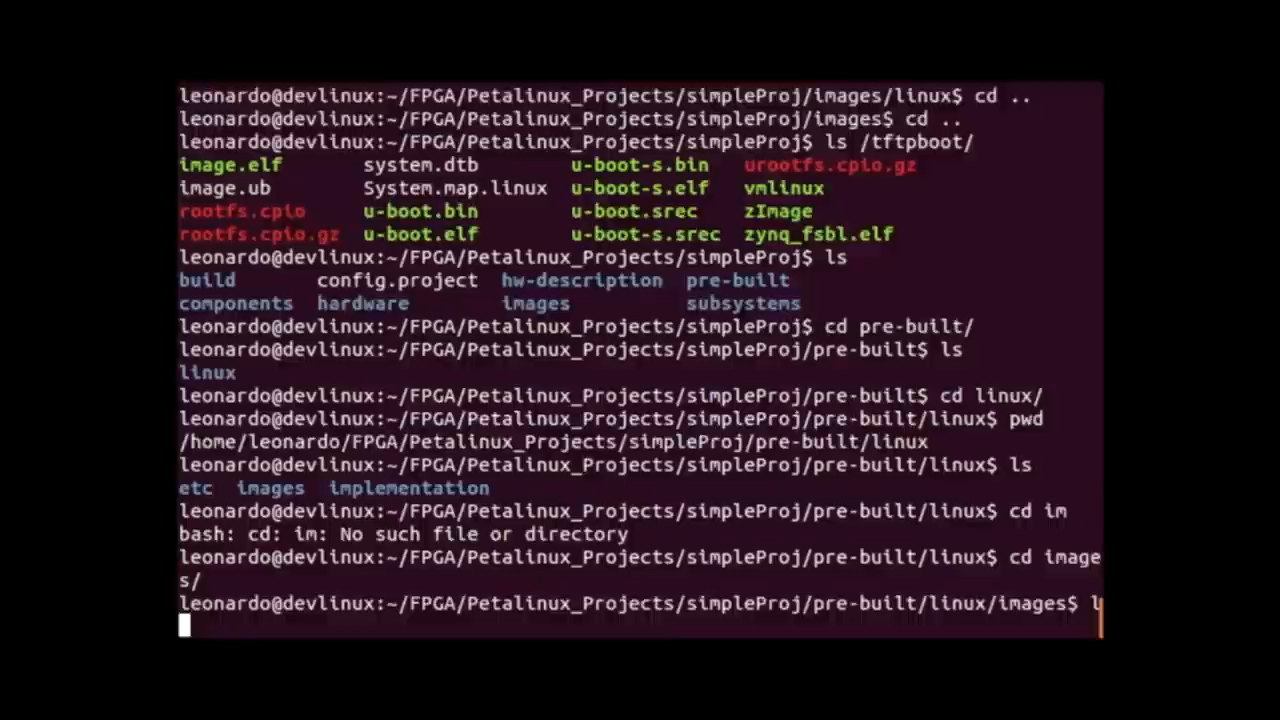 leonardo@devlinux:~/FPGA/Petalinux_Projects/simpleProj/images/linux$ cd ..
leonardo@devlinux:~/FPGA/Petalinux_Projects/simpleProj/images$ cd ..
leonardo@devlinux:~/FPGA/Petalinux_Projects/simpleProj$ ls /tftpboot/
image.elf system.dtb u-boot-s.bin urootfs.cpio.gz
image.ub System.map.linux u-boot-s.elf vmlinux
rootfs.cpio u-boot.bin u-boot.srec zImage
rootfs.cpio.gz u-boot.elf u-boot-s.srec zynq_fsbl.elf
leonardo@devlinux:~/FPGA/Petalinux_Projects/simpleProj$ ls
build config.project hw-description pre-built
components hardware images subsystems
leonardo@devlinux:~/FPGA/Petalinux_Projects/simpleProj$ cd pre-built/
leonardo@devlinux:~/FPGA/Petalinux_Projects/simpleProj/pre-built$ ls
linux
leonardo@devlinux:~/FPGA/Petalinux_Projects/simpleProj/pre-built$ cd linux/
leonardo@devlinux:~/FPGA/Petalinux_Projects/simpleProj/pre-built/linux$ pwd
/home/leonardo/FPGA/Petalinux_Projects/simpleProj/pre-built/linux
leonardo@devlinux:~/FPGA/Petalinux_Projects/simpleProj/pre-built/linux$ ls
etc images implementation
leonardo@devlinux:~/FPGA/Petalinux_Projects/simpleProj/pre-built/linux$ cd im
bash: cd: im: No such file or directory
leonardo@devlinux:~/FPGA/Petalinux_Projects/simpleProj/pre-built/linux$ cd image
s/
leonardo@devlinux:~/FPGA/Petalinux_Projects/simpleProj/pre-built/linux/images$ l